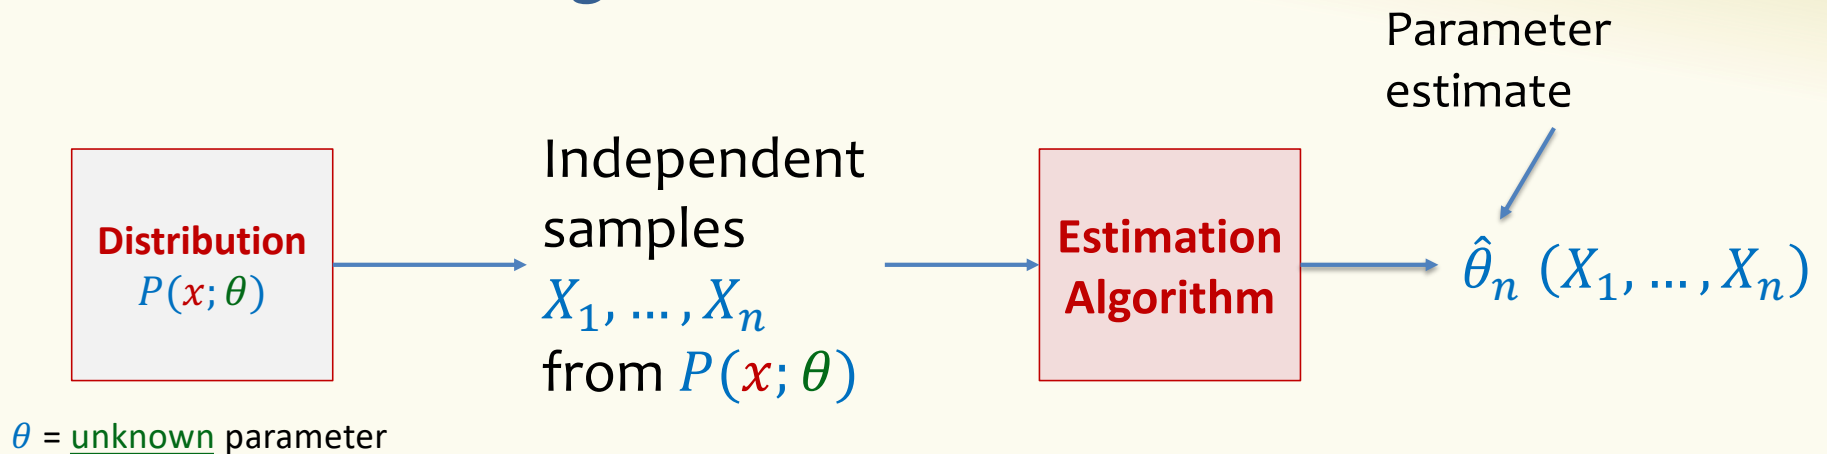 Parameter
estimate
Distribution
P(x; θ)
Independent
samples
X₁, … , Xₙ
from P(x; θ)
Estimation
Algorithm
θ̂ₙ (X₁, … , Xₙ)
θ = unknown parameter